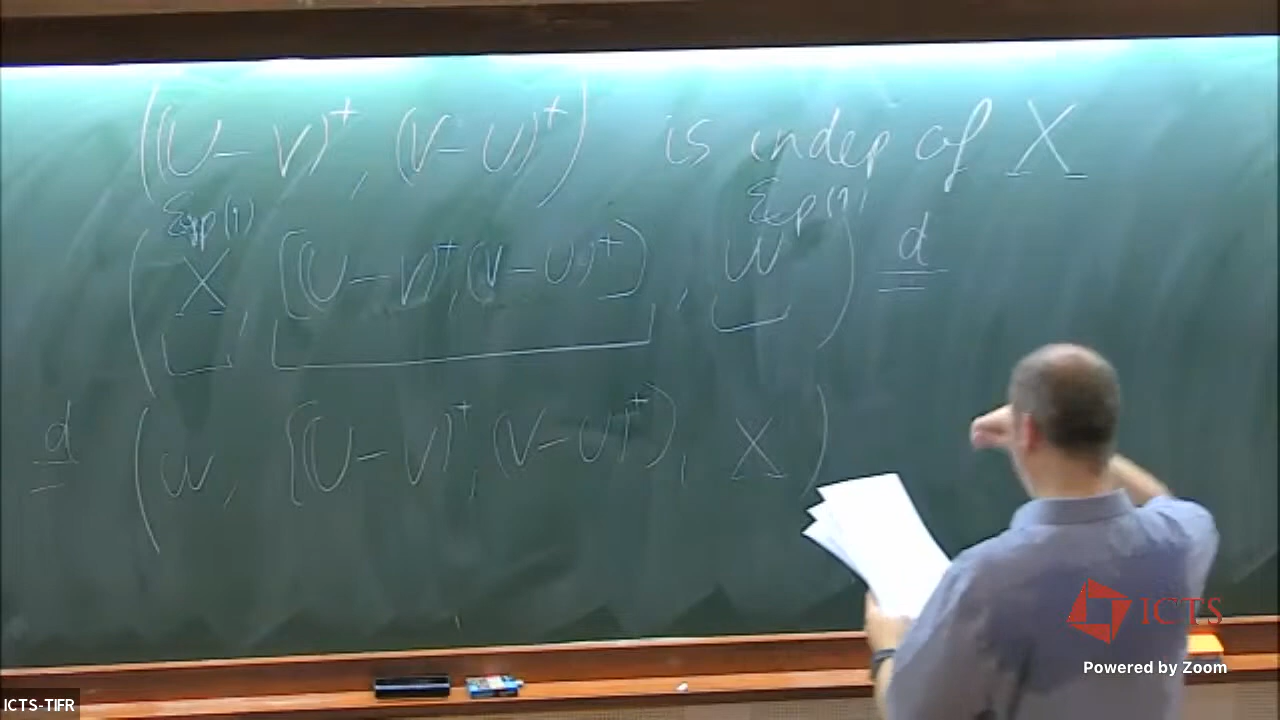 ((U-V)⁺, (V-U)⁺) is indep of X
Exp(1) Exp(1)
(X, [(U-V)⁺, (V-U)⁺], W) d=
d= (W, [(U-V)⁺, (V-U)⁺], X)
ICTS
Powered by Zoom
ICTS-TIFR